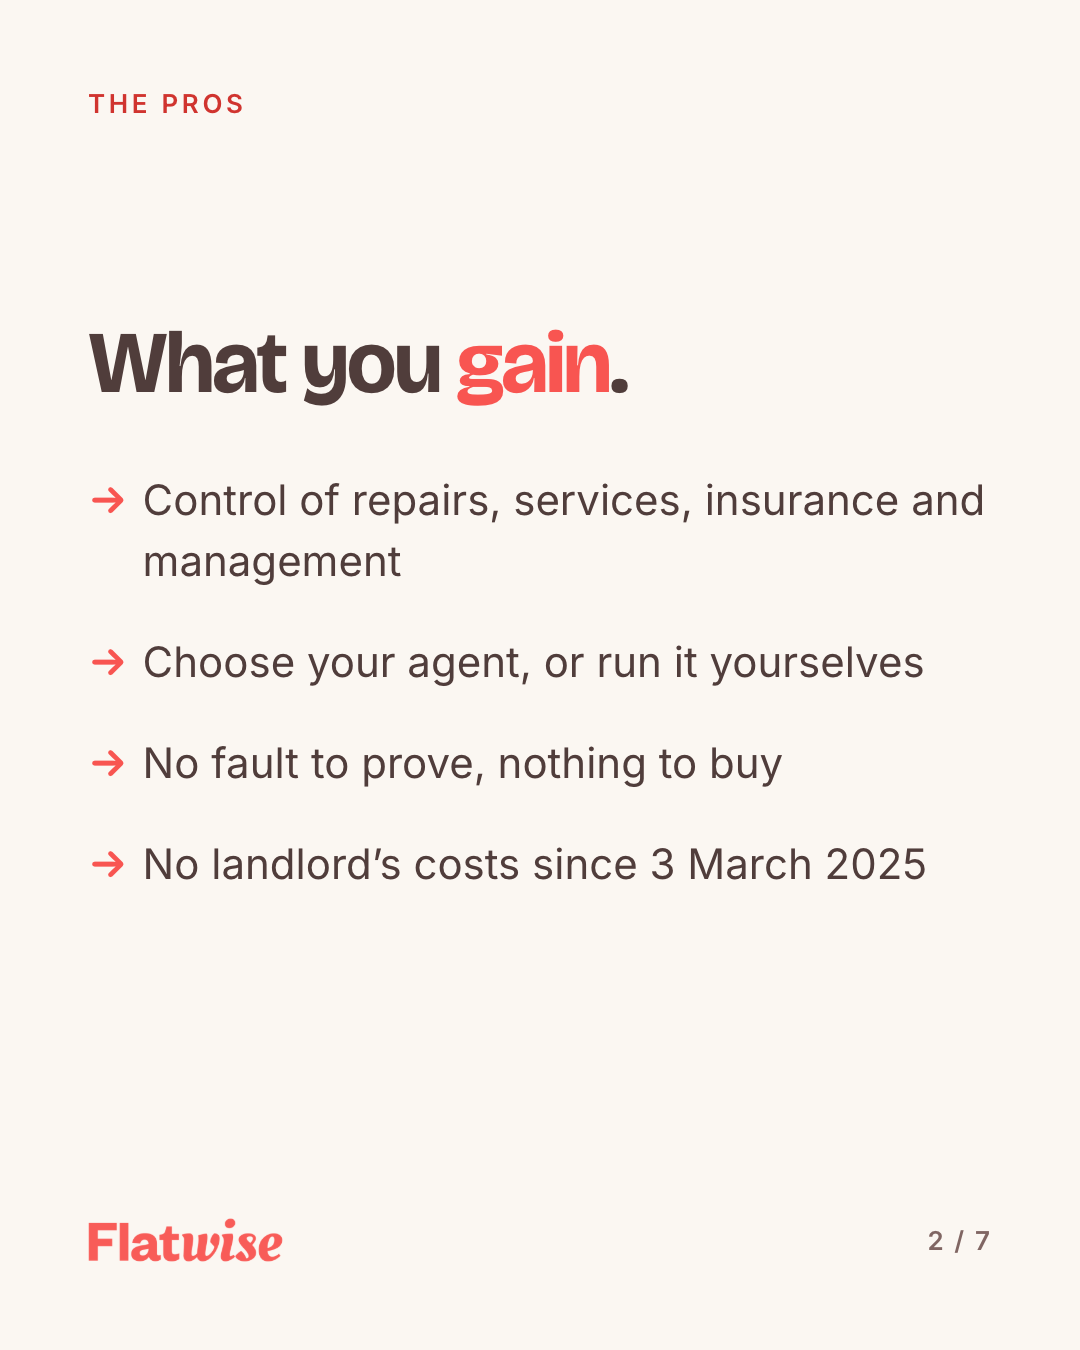 THE PROS
What you gain.
→ Control of repairs, services, insurance and
management
→ Choose your agent, or run it yourselves
→ No fault to prove, nothing to buy
→ No landlord’s costs since 3 March 2025
Flatwise
2 / 7